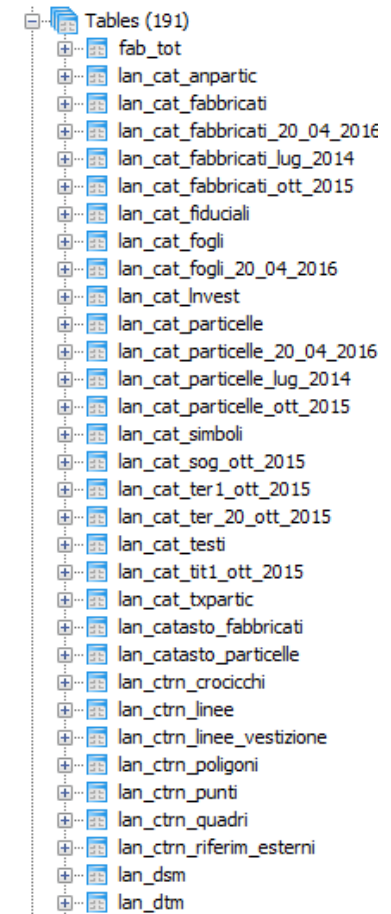 Tables (191)
fab_tot
lan_cat_anpartic
lan_cat_fabbricati
lan_cat_fabbricati_20_04_2016
lan_cat_fabbricati_lug_2014
lan_cat_fabbricati_ott_2015
lan_cat_fiduciali
lan_cat_fogli
lan_cat_fogli_20_04_2016
lan_cat_lnvest
lan_cat_particelle
lan_cat_particelle_20_04_2016
lan_cat_particelle_lug_2014
lan_cat_particelle_ott_2015
lan_cat_simboli
lan_cat_sog_ott_2015
lan_cat_ter1_ott_2015
lan_cat_ter_20_ott_2015
lan_cat_testi
lan_cat_tit1_ott_2015
lan_cat_txpartic
lan_catasto_fabbricati
lan_catasto_particelle
lan_ctrn_crocicchi
lan_ctrn_linee
lan_ctrn_linee_vestizione
lan_ctrn_poligoni
lan_ctrn_punti
lan_ctrn_quadri
lan_ctrn_riferim_esterni
lan_dsm
lan_dtm